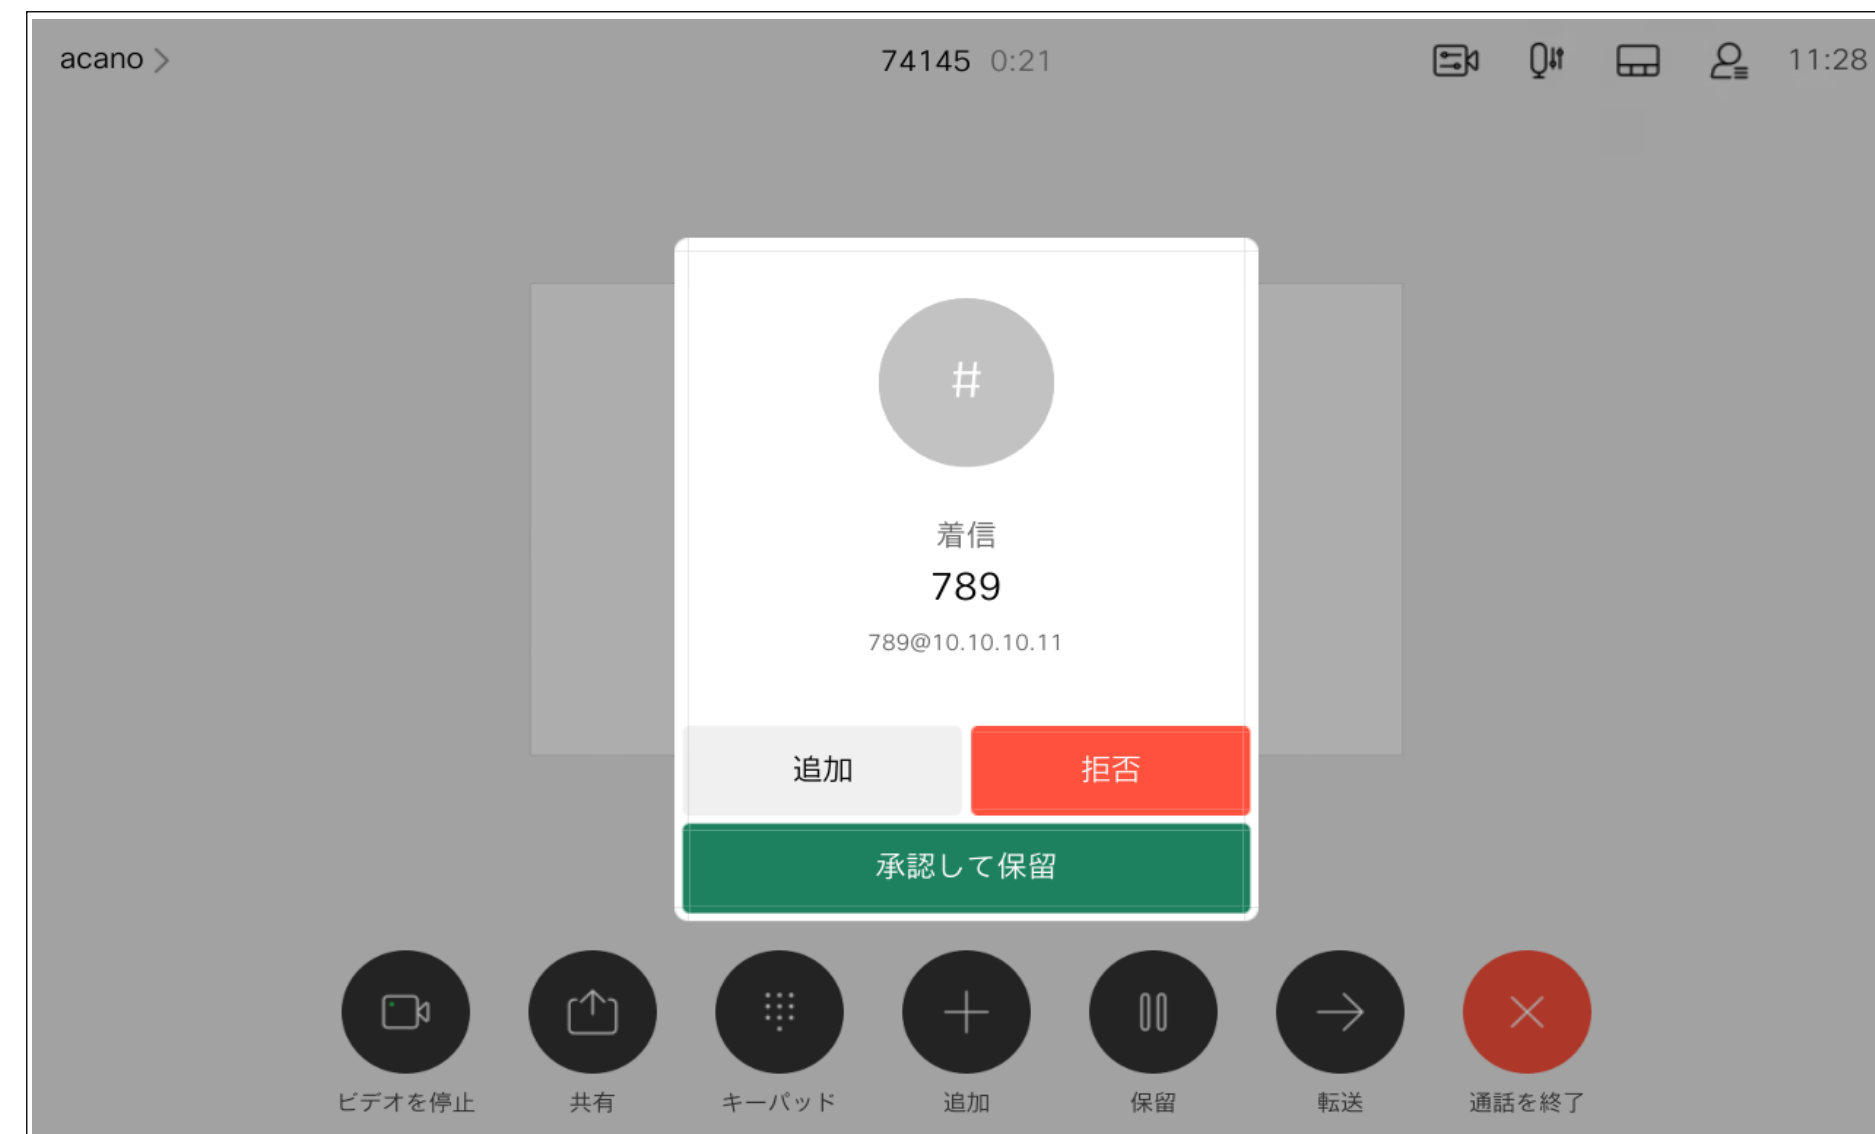 acano
74145 0:21
11:28
#
着信
789
789@10.10.10.11
追加
拒否
承認して保留
ビデオを停止
共有
キーパッド
追加
保留
転送
通話を終了